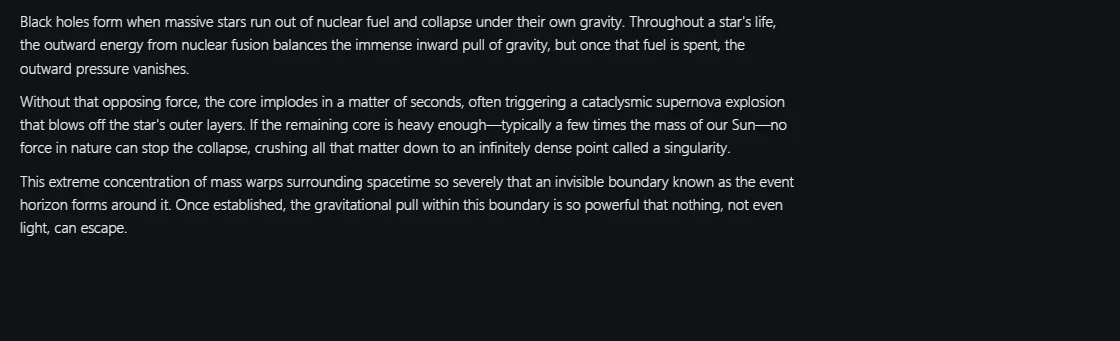 Black holes form when massive stars run out of nuclear fuel and collapse under their own gravity. Throughout a star's life,
the outward energy from nuclear fusion balances the immense inward pull of gravity, but once that fuel is spent, the
outward pressure vanishes.
Without that opposing force, the core implodes in a matter of seconds, often triggering a cataclysmic supernova explosion
that blows off the star's outer layers. If the remaining core is heavy enough—typically a few times the mass of our Sun—no
force in nature can stop the collapse, crushing all that matter down to an infinitely dense point called a singularity.
This extreme concentration of mass warps surrounding spacetime so severely that an invisible boundary known as the event
horizon forms around it. Once established, the gravitational pull within this boundary is so powerful that nothing, not even
light, can escape.